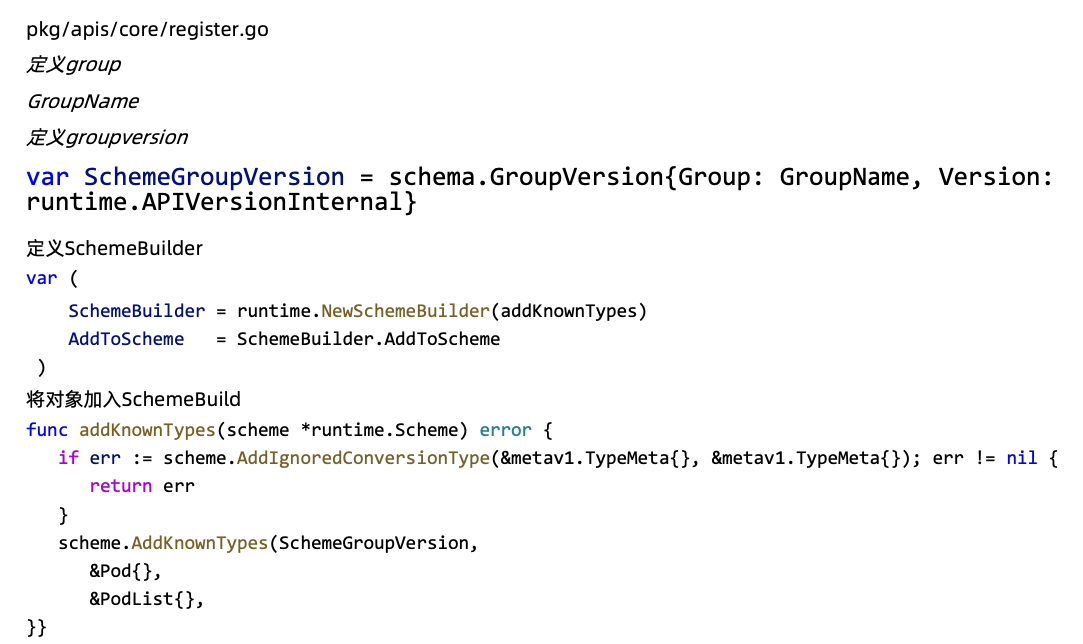 pkg/apis/core/register.go
定义group
GroupName
定义groupversion
var SchemeGroupVersion = schema.GroupVersion{Group: GroupName, Version:
runtime.APIVersionInternal}
定义SchemeBuilder
var (
SchemeBuilder = runtime.NewSchemeBuilder(addKnownTypes)
AddToScheme   = SchemeBuilder.AddToScheme
)
将对象加入SchemeBuild
func addKnownTypes(scheme *runtime.Scheme) error {
if err := scheme.AddIgnoredConversionType(&metav1.TypeMeta{}, &metav1.TypeMeta{}); err != nil {
return err
}
scheme.AddKnownTypes(SchemeGroupVersion,
&Pod{},
&PodList{},
}}